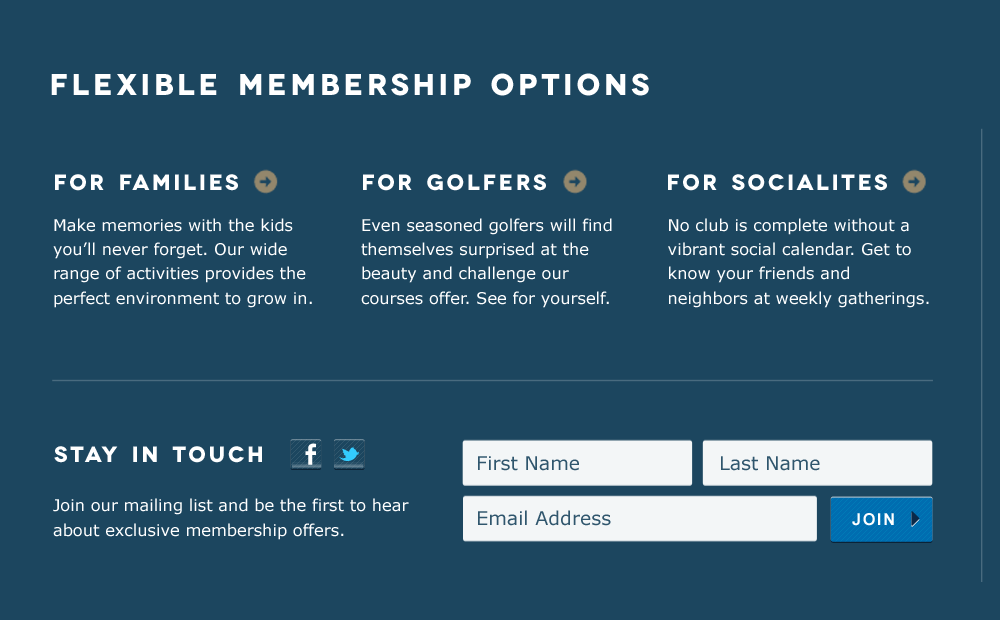 FLEXIBLE MEMBERSHIP OPTIONS
FOR FAMILIES
Make memories with the kids
you’ll never forget. Our wide
range of activities provides the
perfect environment to grow in.
FOR GOLFERS
Even seasoned golfers will find
themselves surprised at the
beauty and challenge our
courses offer. See for yourself.
FOR SOCIALITES
No club is complete without a
vibrant social calendar. Get to
know your friends and
neighbors at weekly gatherings.
STAY IN TOUCH
Join our mailing list and be the first to hear
about exclusive membership offers.
First Name
Last Name
Email Address
JOIN